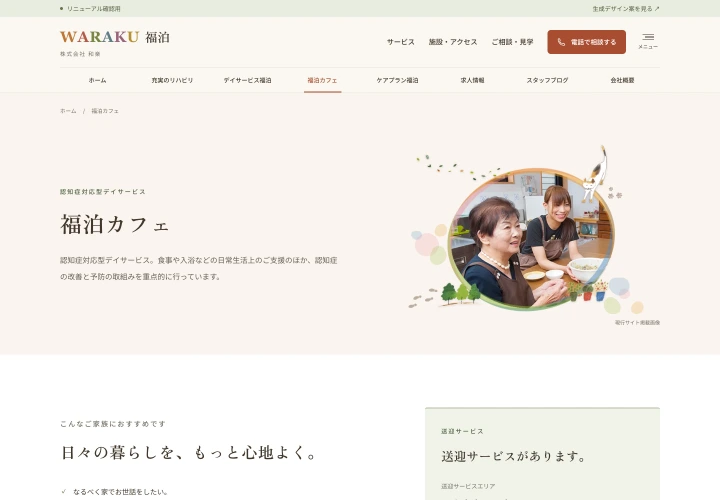 リニューアル確認用
生成デザイン案を見る ↗
WARAKU 福泊
株式会社 和楽
サービス
施設・アクセス
ご相談・見学
電話で相談する
メニュー
ホーム
充実のリハビリ
デイサービス福泊
福泊カフェ
ケアプラン福泊
求人情報
スタッフブログ
会社概要
ホーム / 福泊カフェ
認知症対応型デイサービス
福泊カフェ
認知症対応型デイサービス。食事や入浴などの日常生活上のご支援のほか、認知症
の改善と予防の取組みを重点的に行っています。
現行サイト掲載画像
こんなご家族におすすめです
日々の暮らしを、もっと心地よく。
✓ なるべく家でお世話をしたい。
送迎サービス
送迎サービスがあります。
送迎サービスエリア